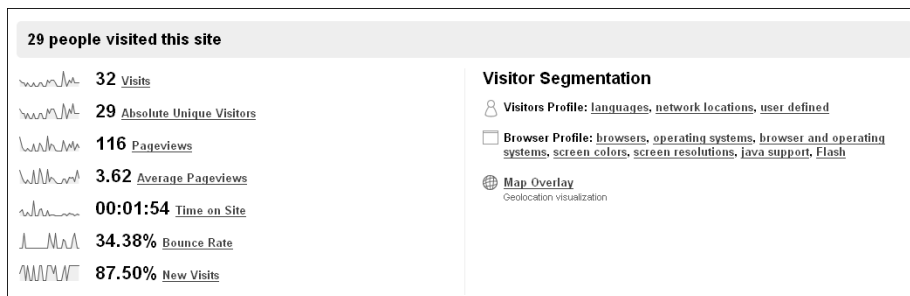 29 people visited this site
32 Visits
29 Absolute Unique Visitors
116 Pageviews
3.62 Average Pageviews
00:01:54 Time on Site
34.38% Bounce Rate
87.50% New Visits
Visitor Segmentation
Visitors Profile: languages, network locations, user defined
Browser Profile: browsers, operating systems, browser and operating
systems, screen colors, screen resolutions, java support, Flash
Map Overlay
Geolocation visualization